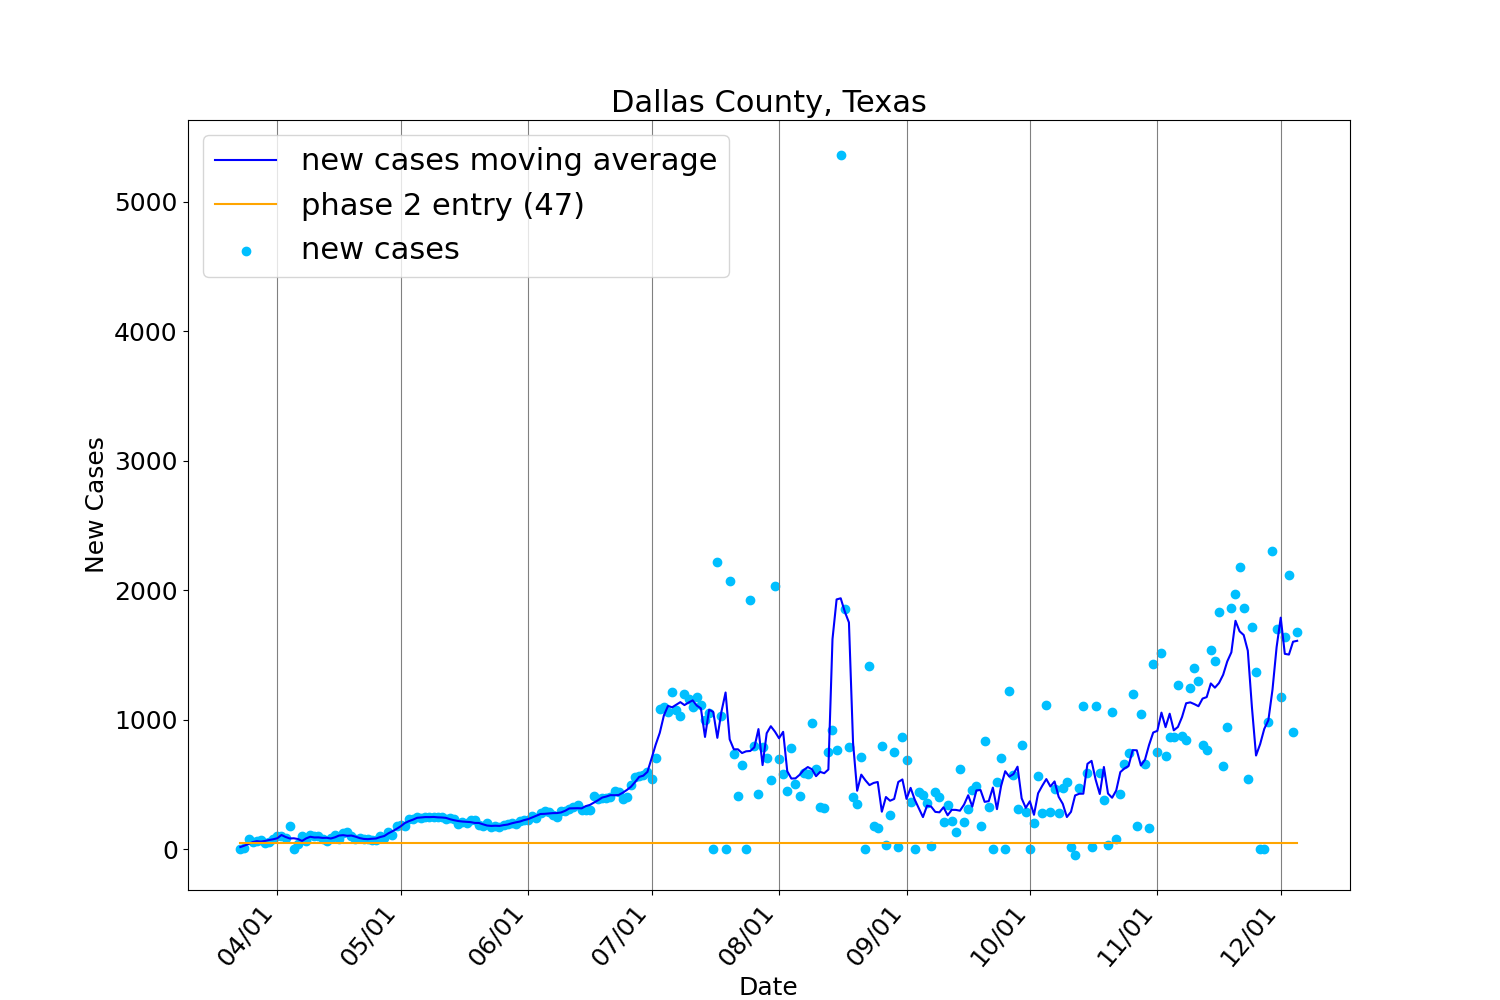 Dallas County, Texas
new cases moving average
phase 2 entry (47)
new cases
5000
4000
3000
2000
1000
0
New Cases
04/01
05/01
06/01
07/01
08/01
09/01
10/01
11/01
12/01
Date